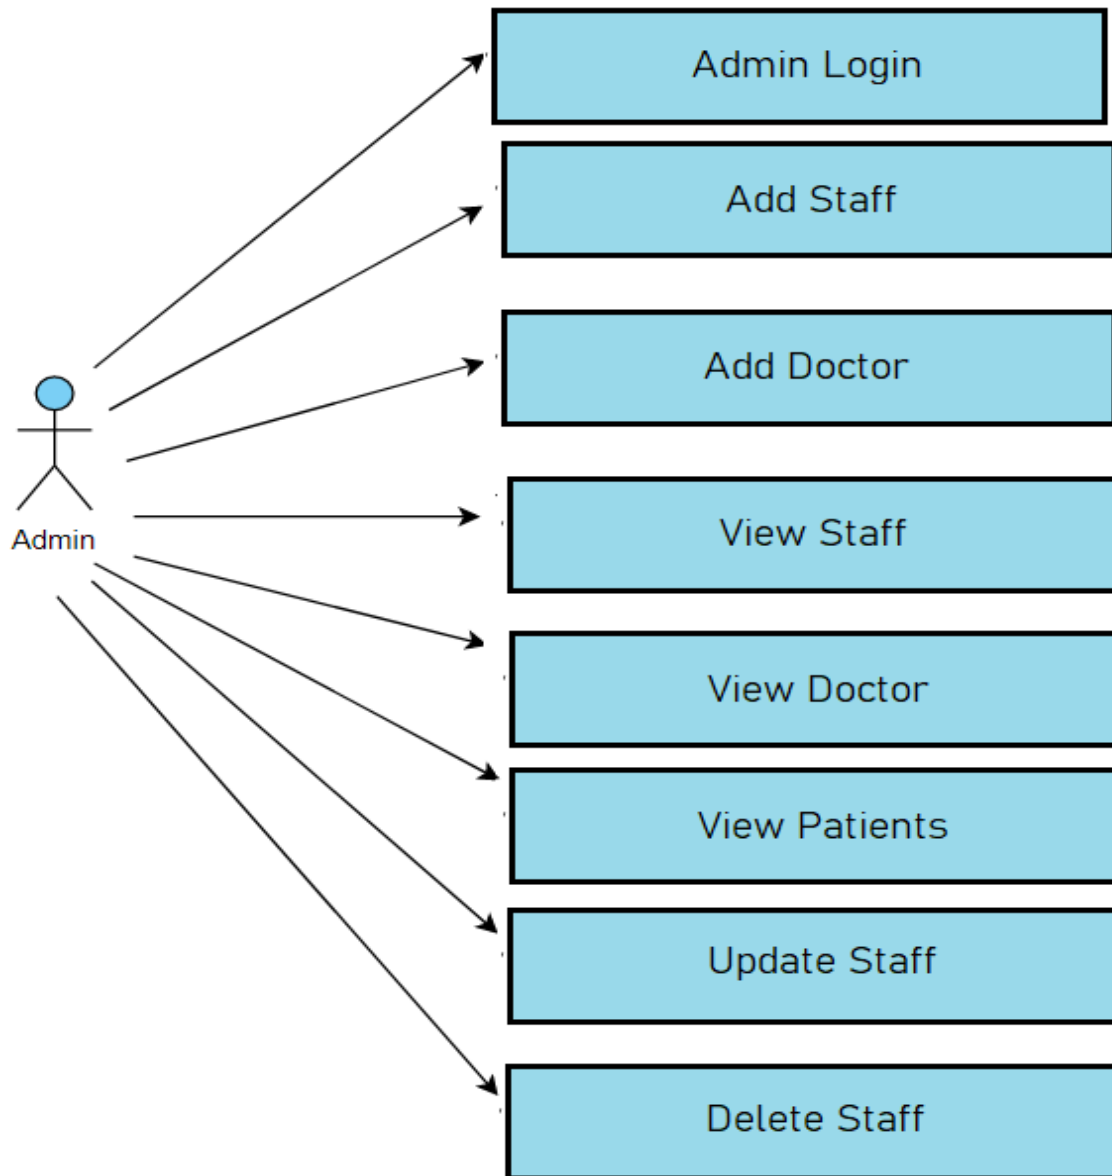 Admin Login
Add Staff
Add Doctor
Admin
View Staff
View Doctor
View Patients
Update Staff
Delete Staff